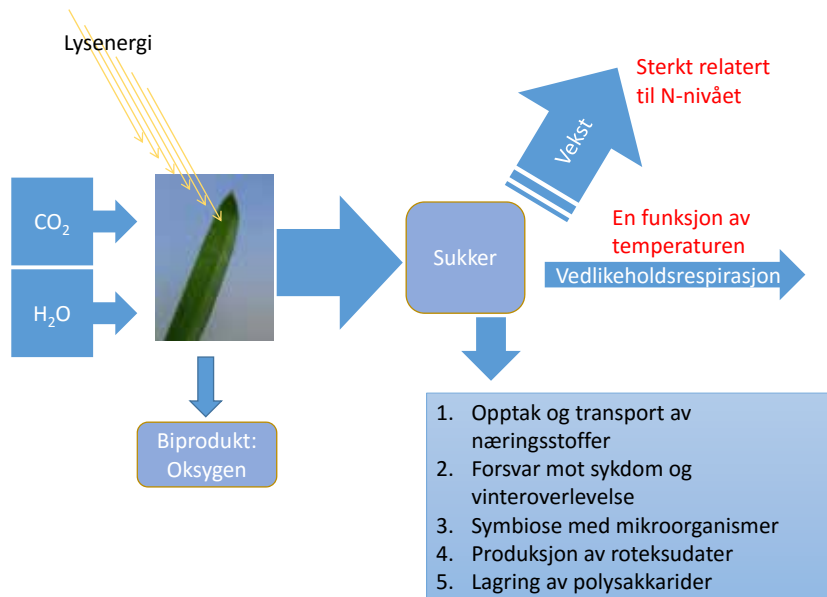 Lysenergi
CO₂
H₂O
Biprodukt:
Oksygen
Sukker
Vekst
Sterkt relatert
til N-nivået
En funksjon av
temperaturen
Vedlikeholdsrespirasjon
1. Opptak og transport av
næringsstoffer
2. Forsvar mot sykdom og
vinteroverlevelse
3. Symbiose med mikroorganismer
4. Produksjon av roteksudater
5. Lagring av polysakkarider